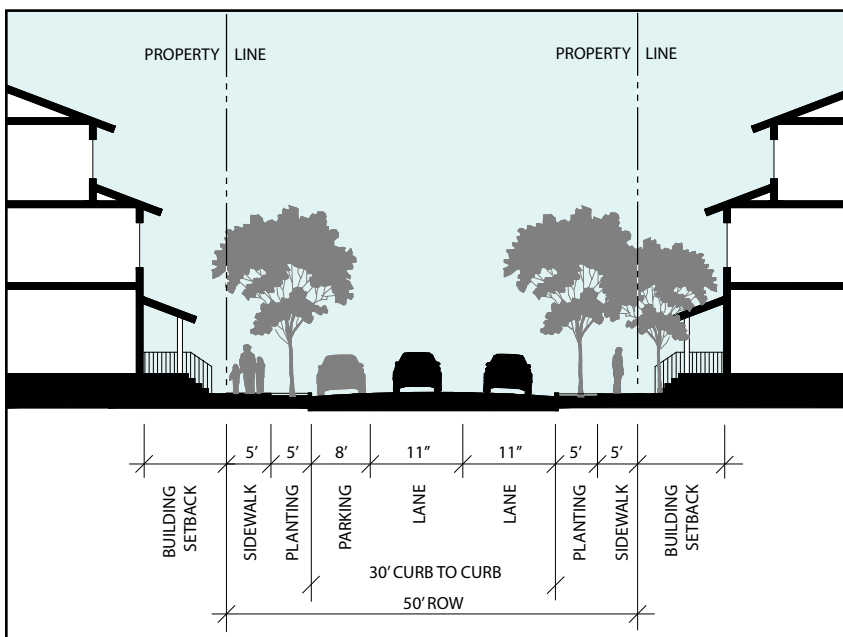 PROPERTY LINE
PROPERTY LINE
5’ 5’ 8’ 11” 11” 5’ 5’
BUILDING
SETBACK
SIDEWALK
PLANTING
PARKING
LANE
LANE
PLANTING
SIDEWALK
BUILDING
SETBACK
30’ CURB TO CURB
50’ ROW